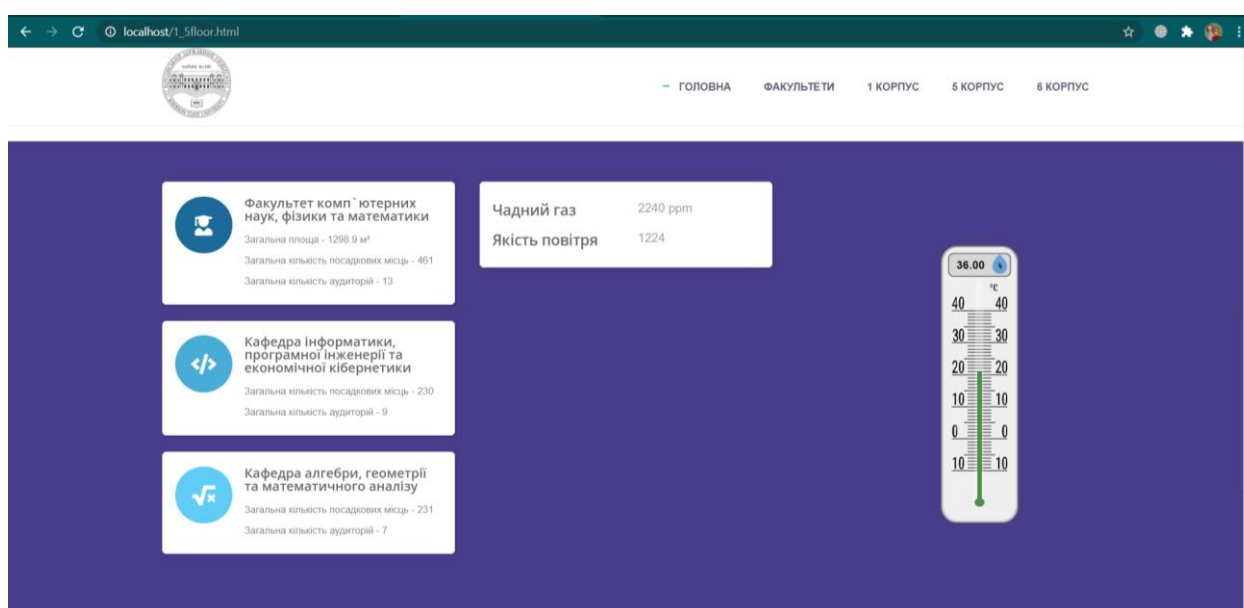 localhost/1_5floor.html
ГОЛОВНА ФАКУЛЬТЕТИ 1 КОРПУС 5 КОРПУС 6 КОРПУС
Факультет комп`ютерних
наук, фізики та математики
Загальна площа - 1298.9 м²
Загальна кількість посадкових місць - 461
Загальна кількість аудиторій - 13
Кафедра інформатики,
програмної інженерії та
економічної кібернетики
Загальна кількість посадкових місць - 230
Загальна кількість аудиторій - 9
Кафедра алгебри, геометрії
та математичного аналізу
Загальна кількість посадкових місць - 231
Загальна кількість аудиторій - 7
Чадний газ 2240 ppm
Якість повітря 1224
36.00
°C
40 40
30 30
20 20
10 10
0 0
10 10